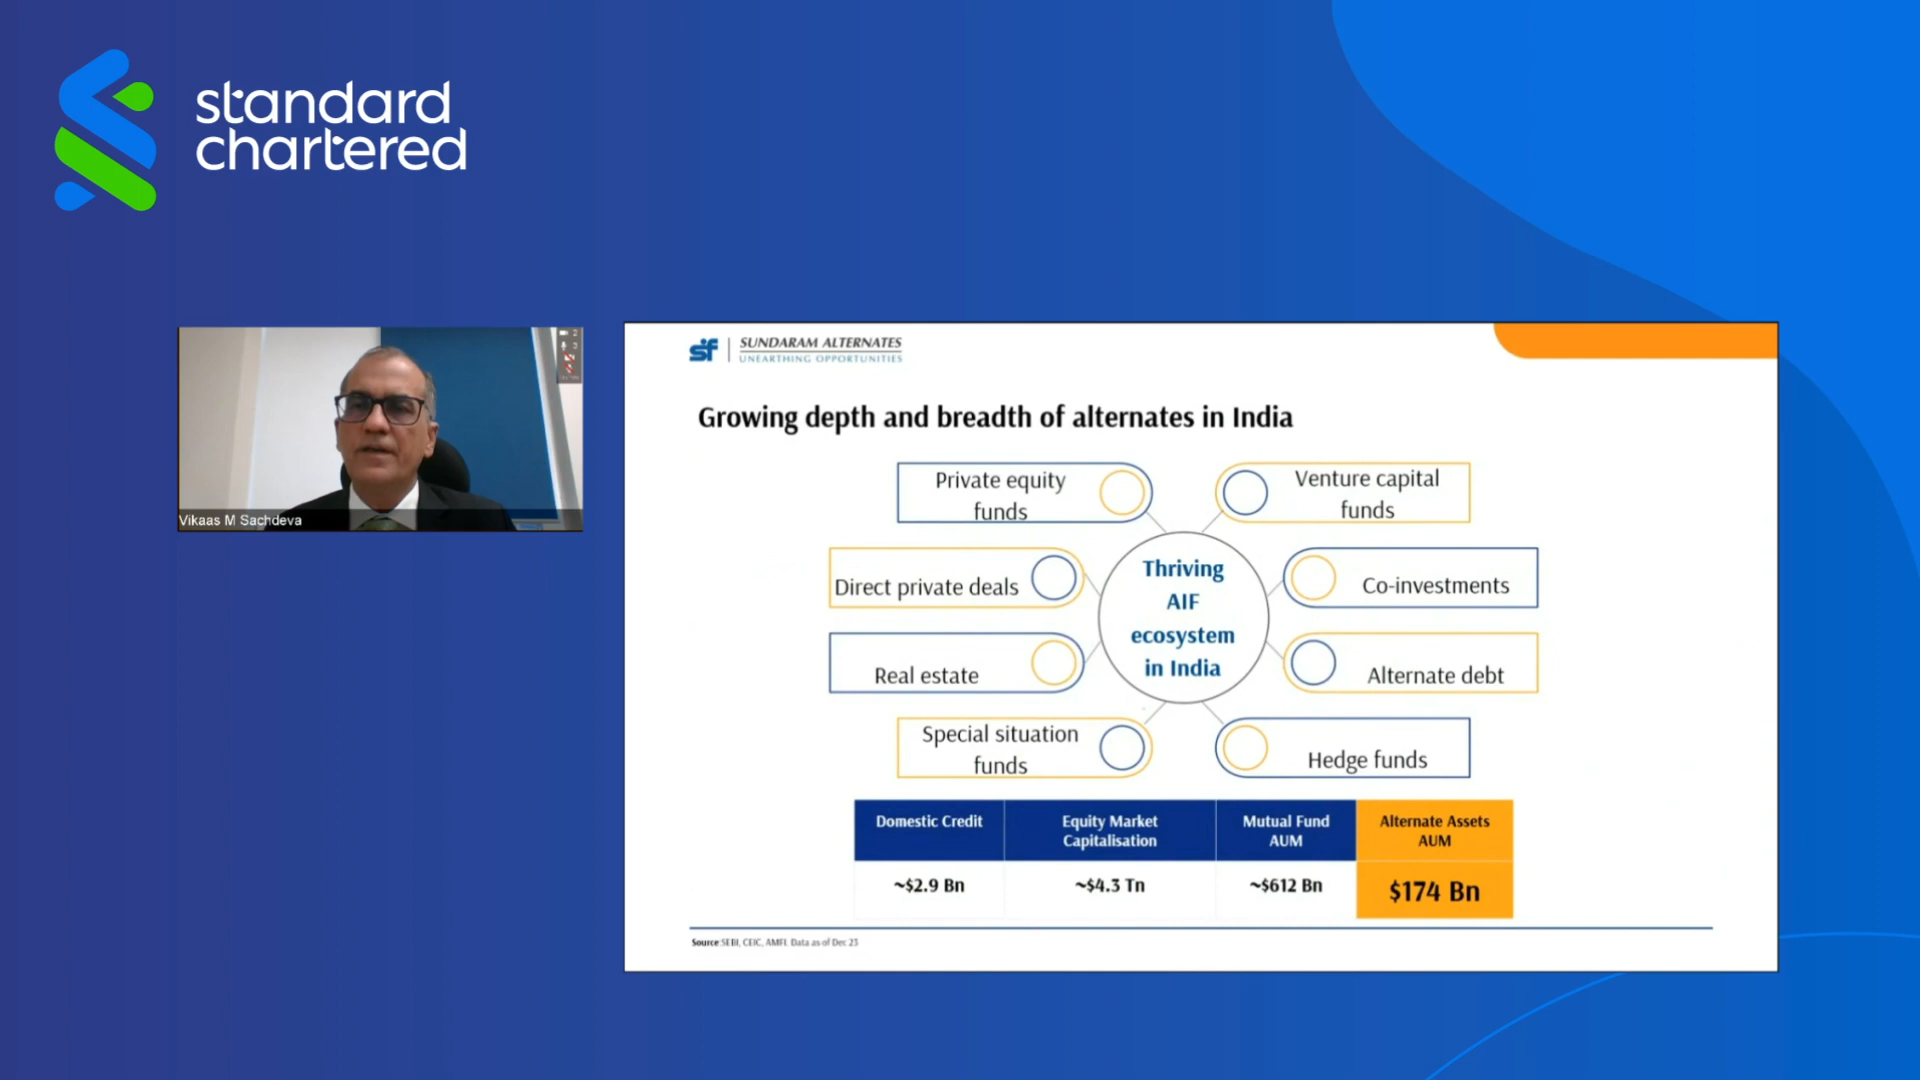 standard
chartered
Vikaas M Sachdeva
sf
SUNDARAM ALTERNATES
UNEARTHING OPPORTUNITIES
Growing depth and breadth of alternates in India
Private equity
funds
Venture capital
funds
Direct private deals
Co-investments
Thriving
AIF
ecosystem
in India
Real estate
Alternate debt
Special situation
funds
Hedge funds
Domestic Credit
Equity Market
Capitalisation
Mutual Fund
AUM
Alternate Assets
AUM
~$2.9 Bn
~$4.3 Tn
~$612 Bn
$174 Bn
Source: SEBI, CEIC, AMFI. Data as of Dec 23